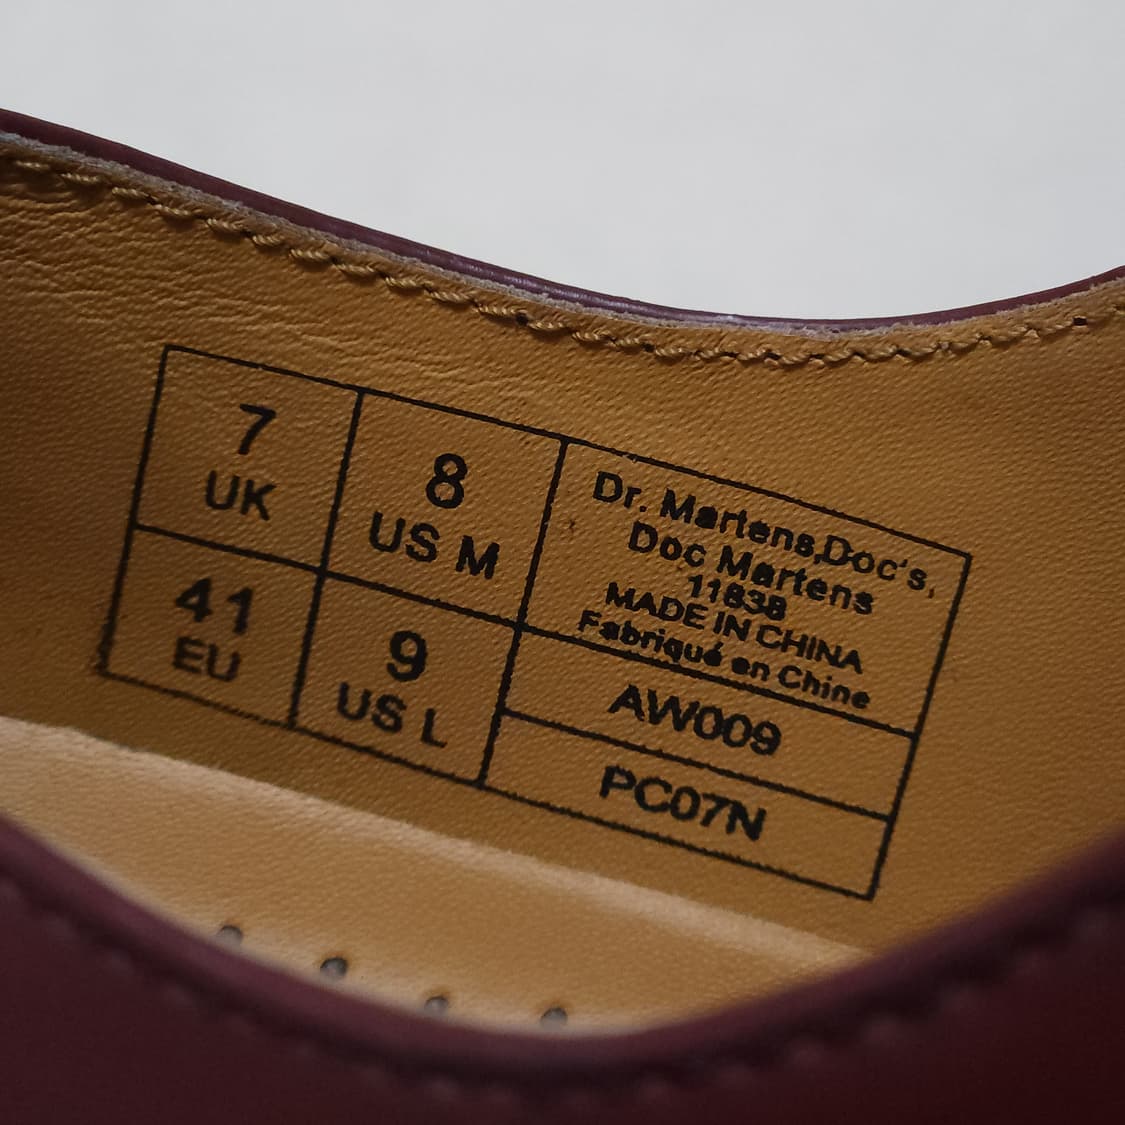 7
UK
8
US M
41
EU
9
US L
Dr. Martens,Doc's,
Doc Martens
11838
MADE IN CHINA
Fabriqué en Chine
AW009
PC07N